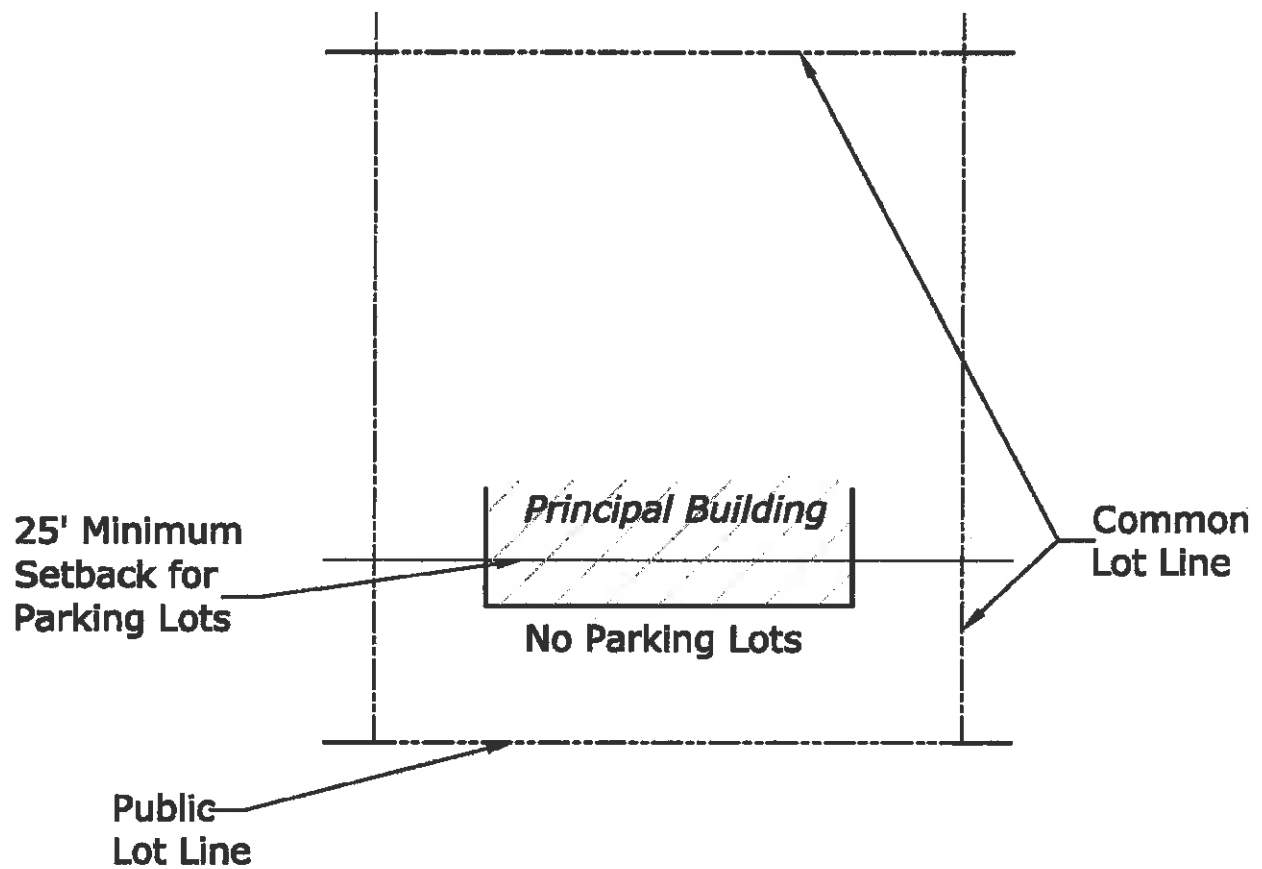 Principal Building
25' Minimum
Setback for
Parking Lots
No Parking Lots
Common
Lot Line
Public
Lot Line